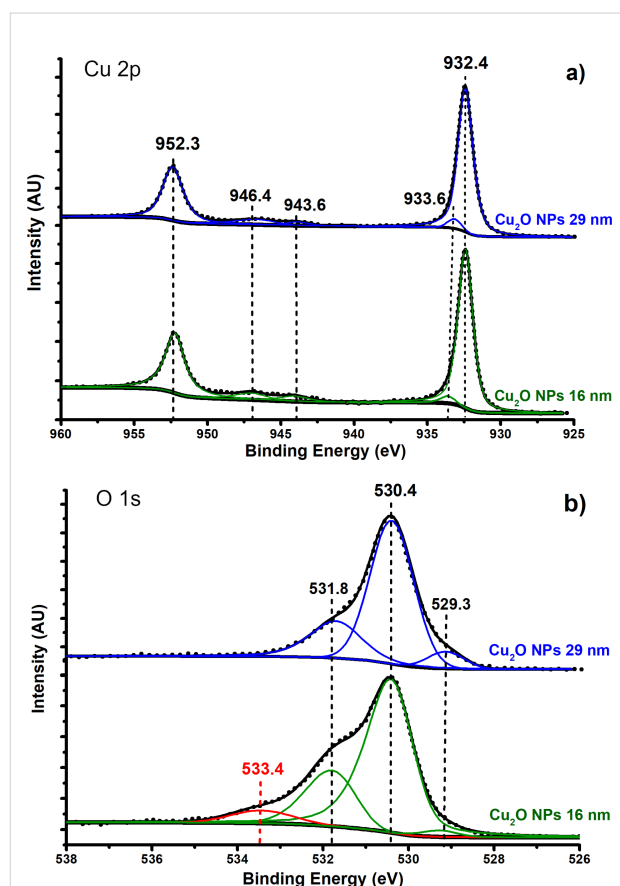 Cu 2p
a)
932.4
952.3
946.4
943.6
933.6
Cu₂O NPs 29 nm
Cu₂O NPs 16 nm
Intensity (AU)
960 955 950 945 940 935 930 925
Binding Energy (eV)
O 1s
b)
530.4
531.8
529.3
Cu₂O NPs 29 nm
533.4
Cu₂O NPs 16 nm
Intensity (AU)
538 536 534 532 530 528 526
Binding Energy (eV)